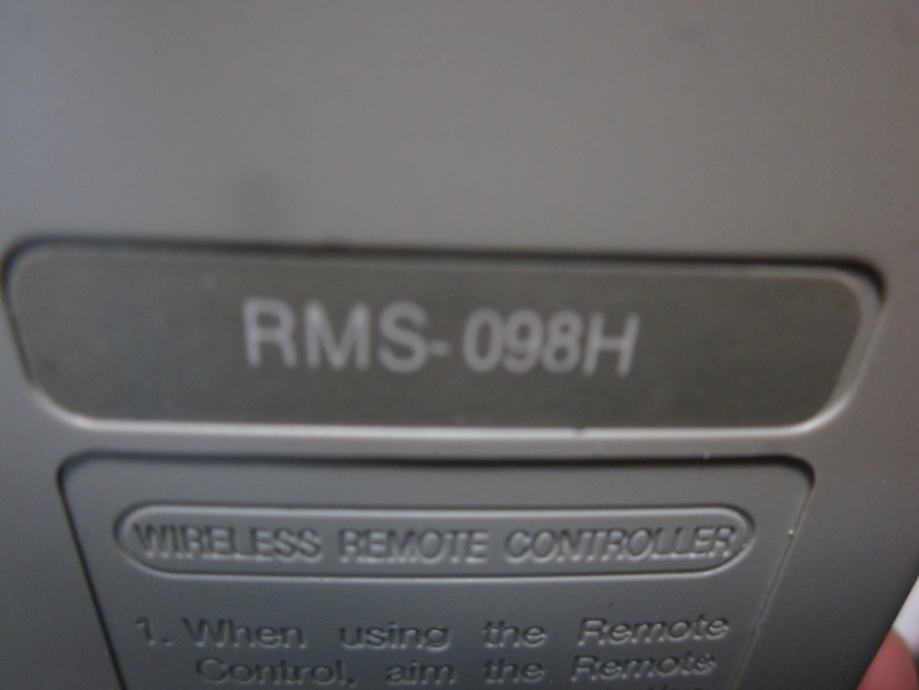 RMS-098H
WIRELESS REMOTE CONTROLLER
1. When using the Remote
Control, aim the Remote